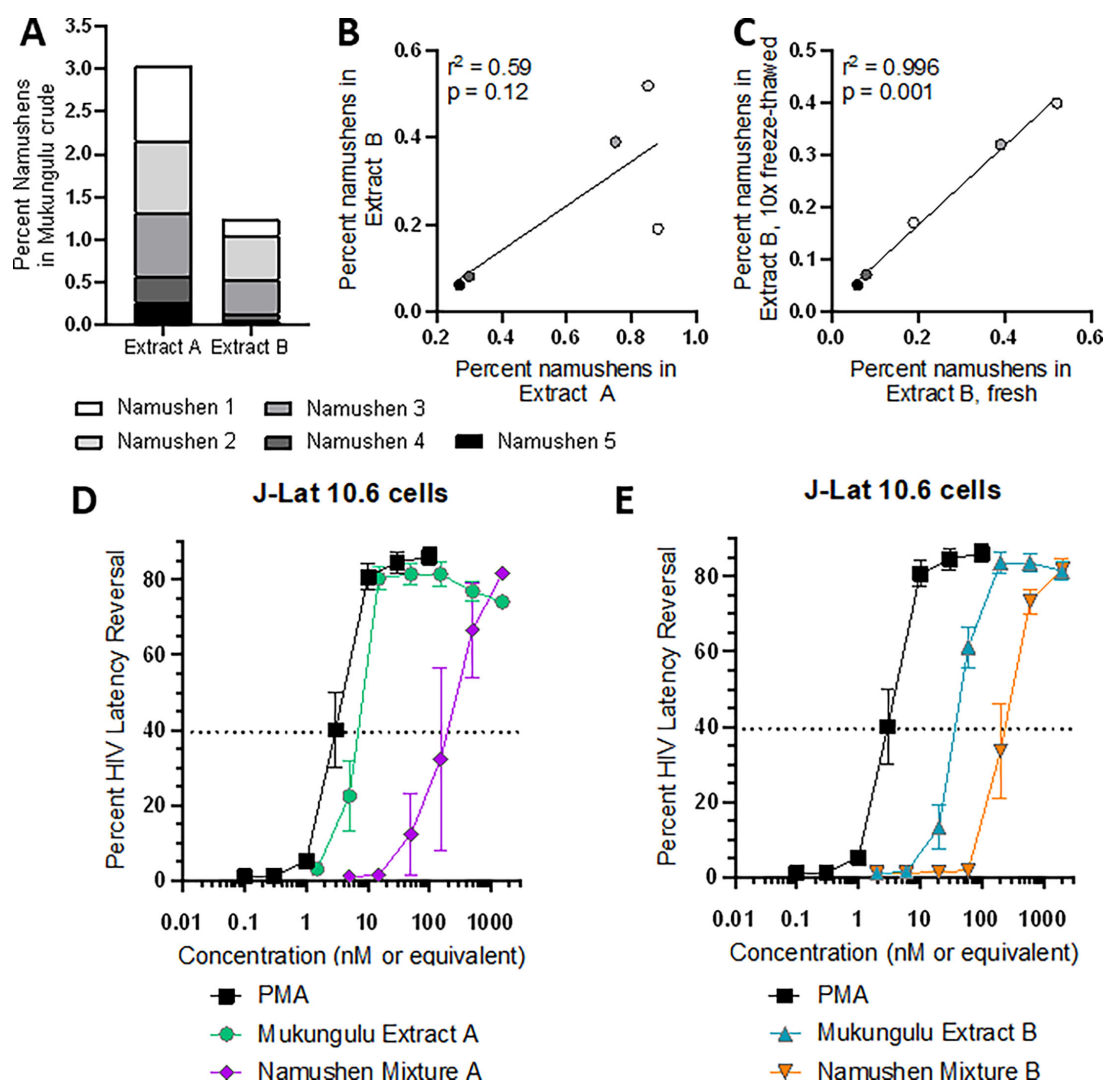 A
Percent Namushens
in Mukungulu crude
3.5
3.0
2.5
2.0
1.5
1.0
0.5
0.0
Extract A
Extract B
B
Percent namushens in
Extract B
0.6
0.4
0.2
0.0
r² = 0.59
p = 0.12
0.2
0.4
0.6
0.8
1.0
Percent namushens in
Extract A
C
Percent namushens in
Extract B, 10x freeze-thawed
0.5
0.4
0.3
0.2
0.1
0.0
r² = 0.996
p = 0.001
0.0
0.2
0.4
0.6
Percent namushens in
Extract B, fresh
Namushen 1
Namushen 3
Namushen 2
Namushen 4
Namushen 5
D
J-Lat 10.6 cells
Percent HIV Latency Reversal
80
60
40
20
0
0.01
0.1
1
10
100
1000
Concentration (nM or equivalent)
PMA
Mukungulu Extract A
Namushen Mixture A
E
J-Lat 10.6 cells
Percent HIV Latency Reversal
80
60
40
20
0
0.01
0.1
1
10
100
1000
Concentration (nM or equivalent)
PMA
Mukungulu Extract B
Namushen Mixture B